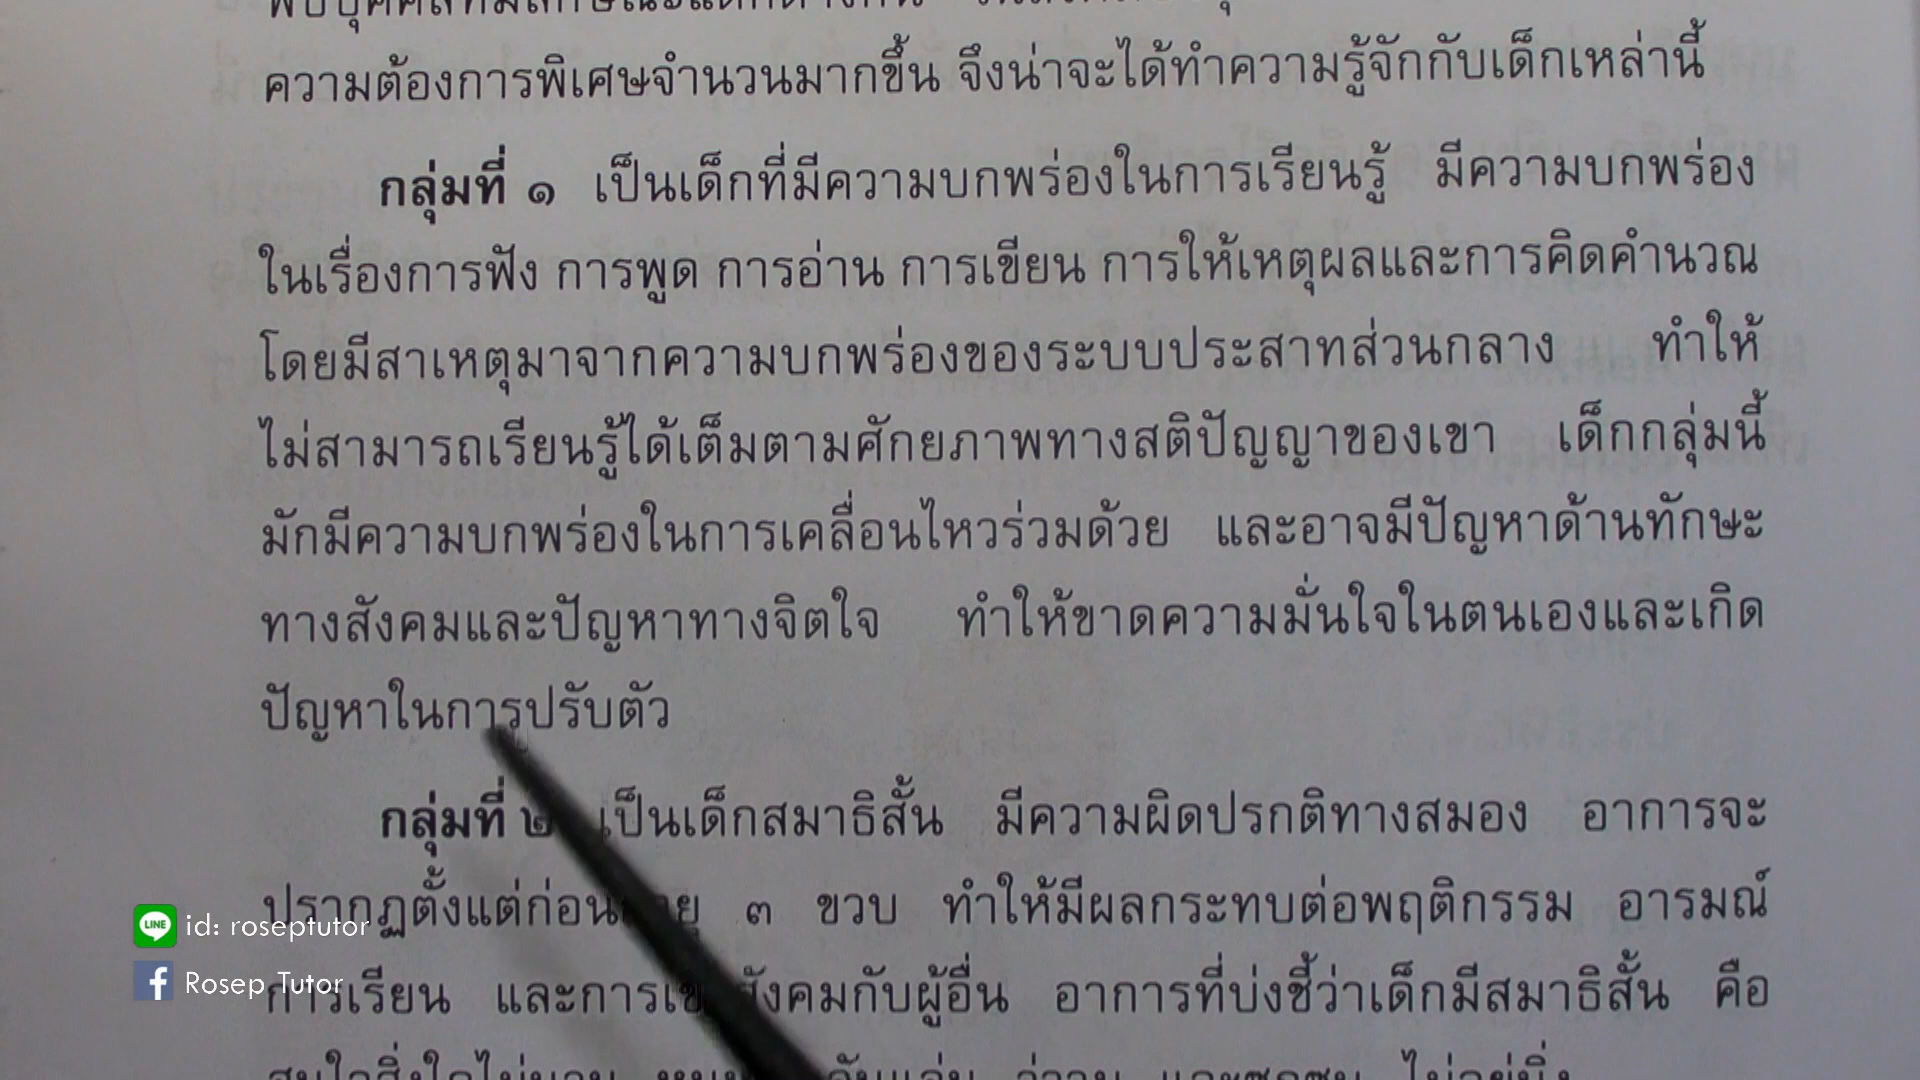 ความต้องการพิเศษจำนวนมากขึ้น จึงน่าจะได้ทำความรู้จักกับเด็กเหล่านี้
กลุ่มที่ ๑ เป็นเด็กที่มีความบกพร่องในการเรียนรู้ มีความบกพร่อง
ในเรื่องการฟัง การพูด การอ่าน การเขียน การให้เหตุผลและการคิดคำนวณ
โดยมีสาเหตุมาจากความบกพร่องของระบบประสาทส่วนกลาง ทำให้
ไม่สามารถเรียนรู้ได้เต็มตามศักยภาพทางสติปัญญาของเขา เด็กกลุ่มนี้
มักมีความบกพร่องในการเคลื่อนไหวร่วมด้วย และอาจมีปัญหาด้านทักษะ
ทางสังคมและปัญหาทางจิตใจ ทำให้ขาดความมั่นใจในตนเองและเกิด
ปัญหาในการปรับตัว
กลุ่มที่ ๒ เป็นเด็กสมาธิสั้น มีความผิดปรกติทางสมอง อาการจะ
ปรากฏตั้งแต่ก่อน ๓ ขวบ ทำให้มีผลกระทบต่อพฤติกรรม อารมณ์
การเรียน และการ สังคมกับผู้อื่น อาการที่บ่งชี้ว่าเด็กมีสมาธิสั้น คือ
LINE id: roseptutor
f Rosep Tutor